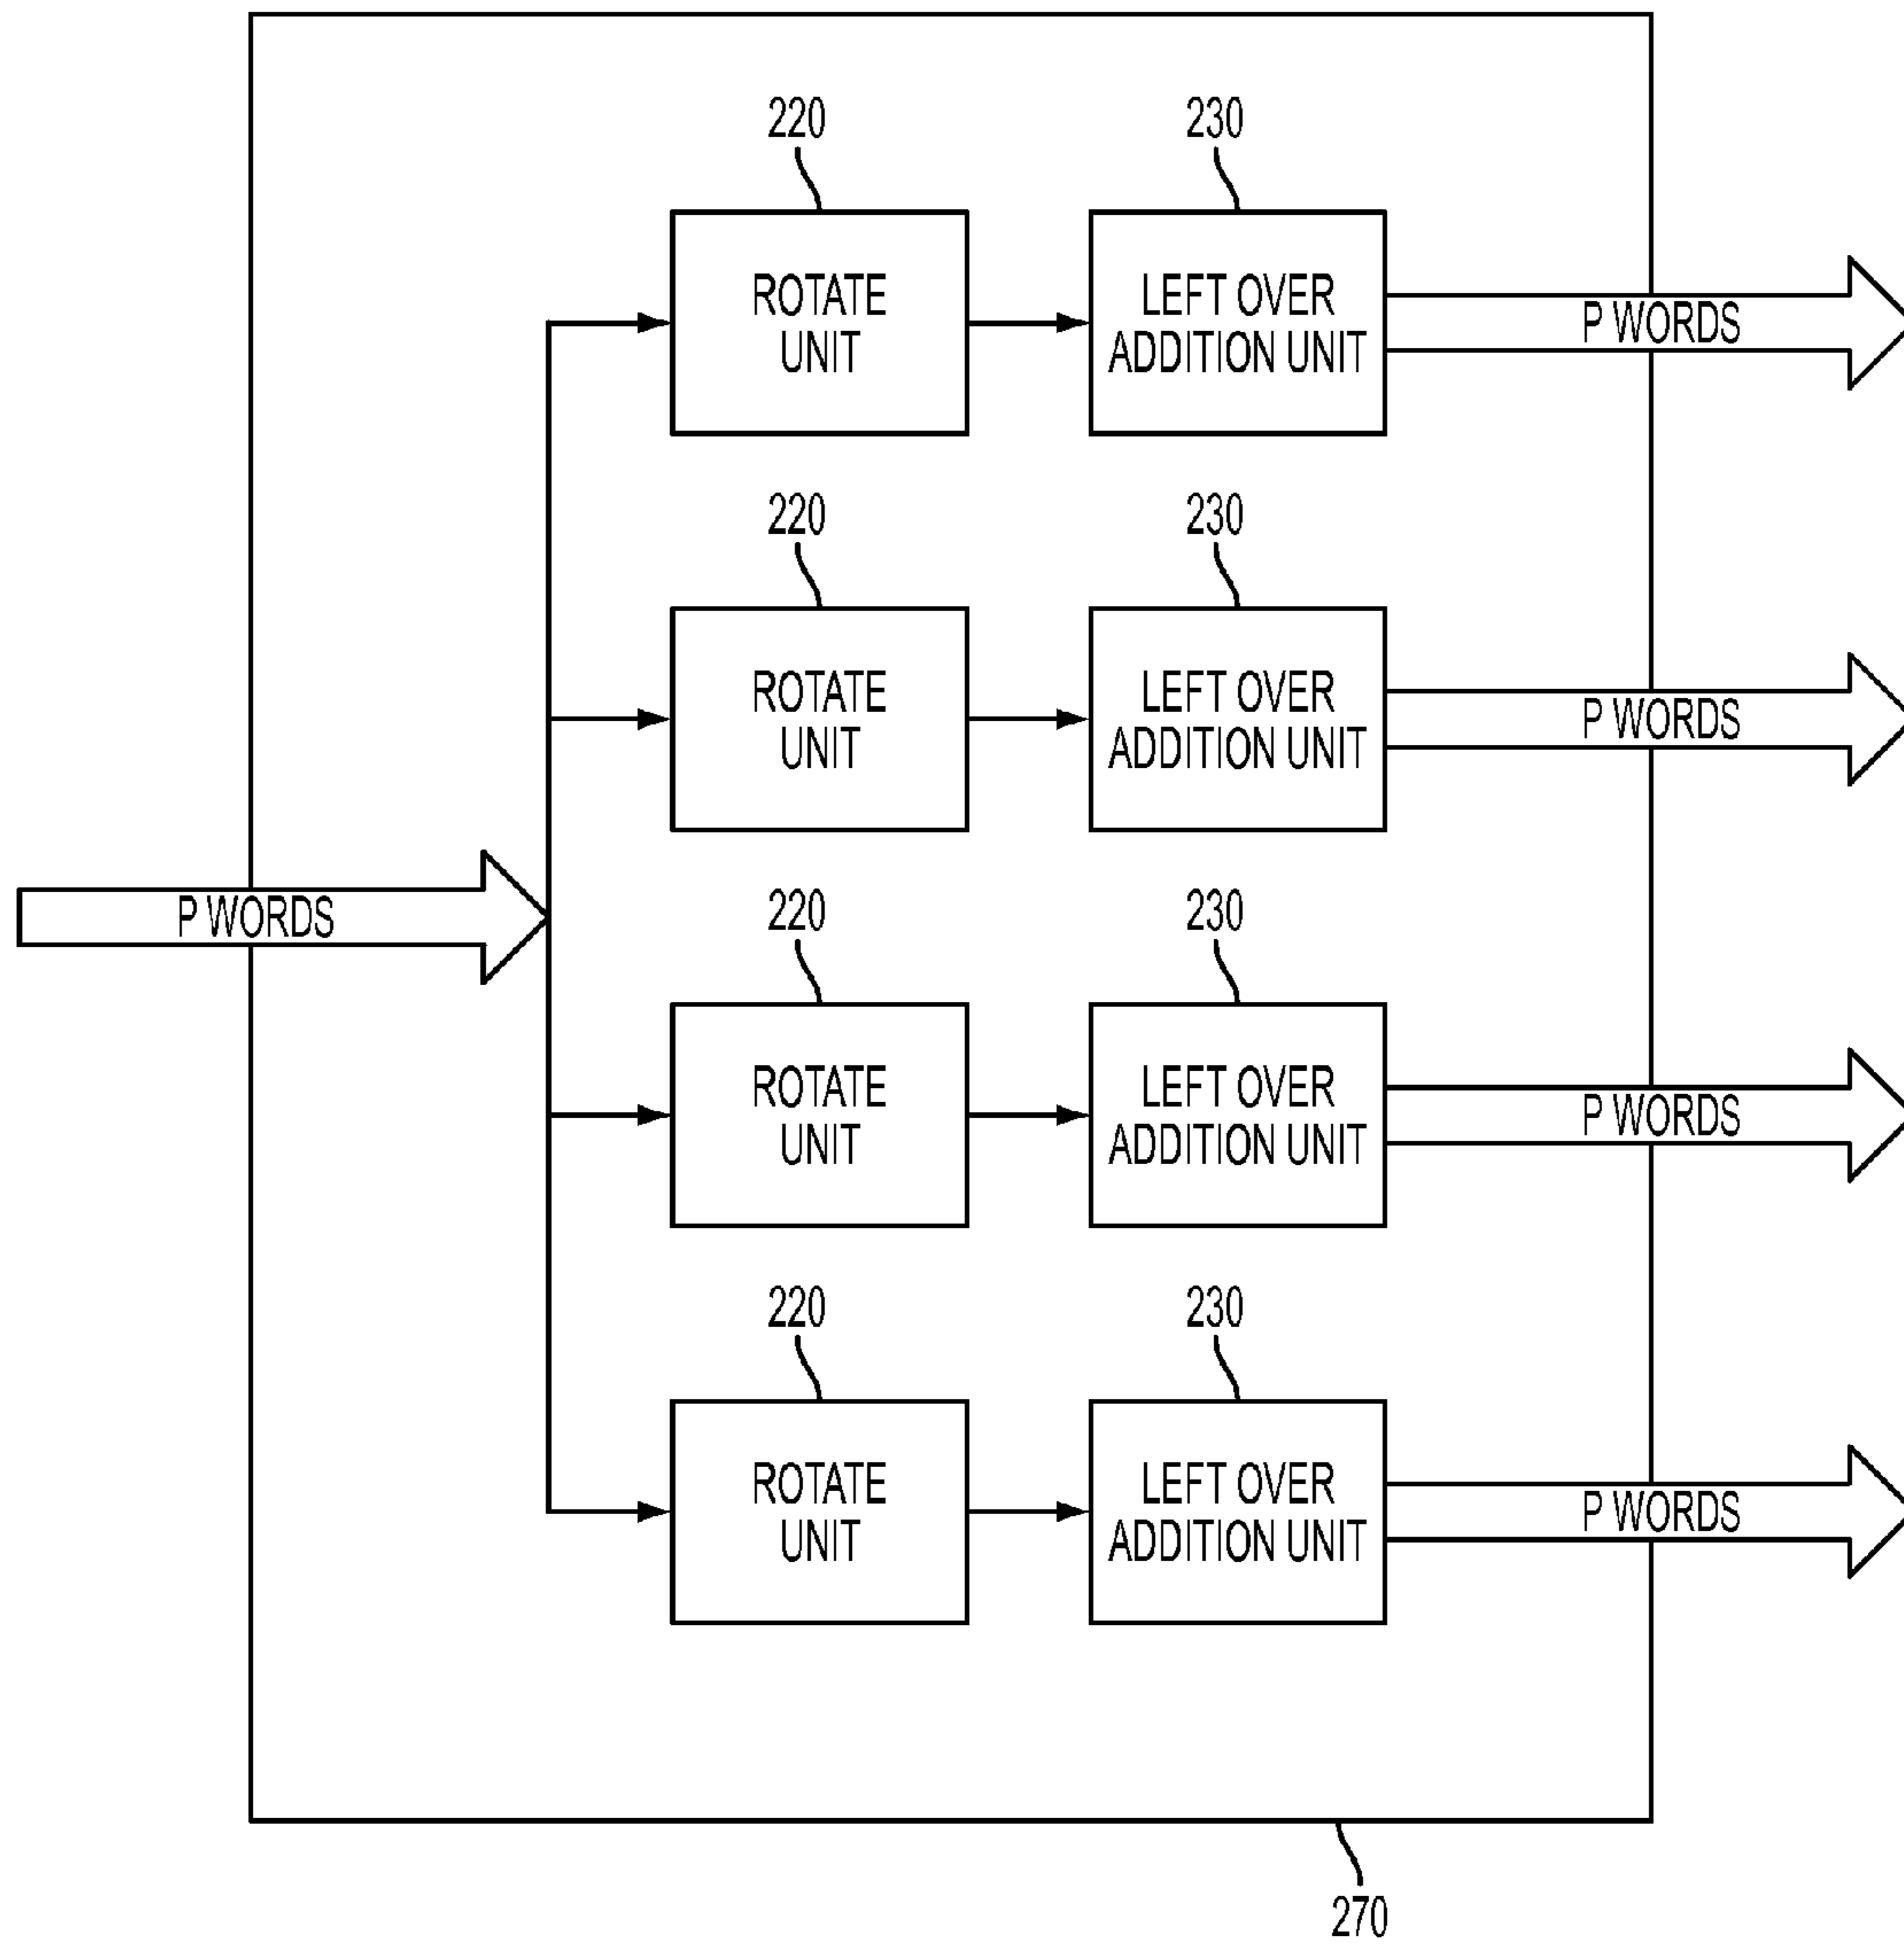 220
230
ROTATE
UNIT
LEFT OVER
ADDITION UNIT
P WORDS
220
230
ROTATE
UNIT
LEFT OVER
ADDITION UNIT
P WORDS
P WORDS
220
230
ROTATE
UNIT
LEFT OVER
ADDITION UNIT
P WORDS
220
230
ROTATE
UNIT
LEFT OVER
ADDITION UNIT
P WORDS
270